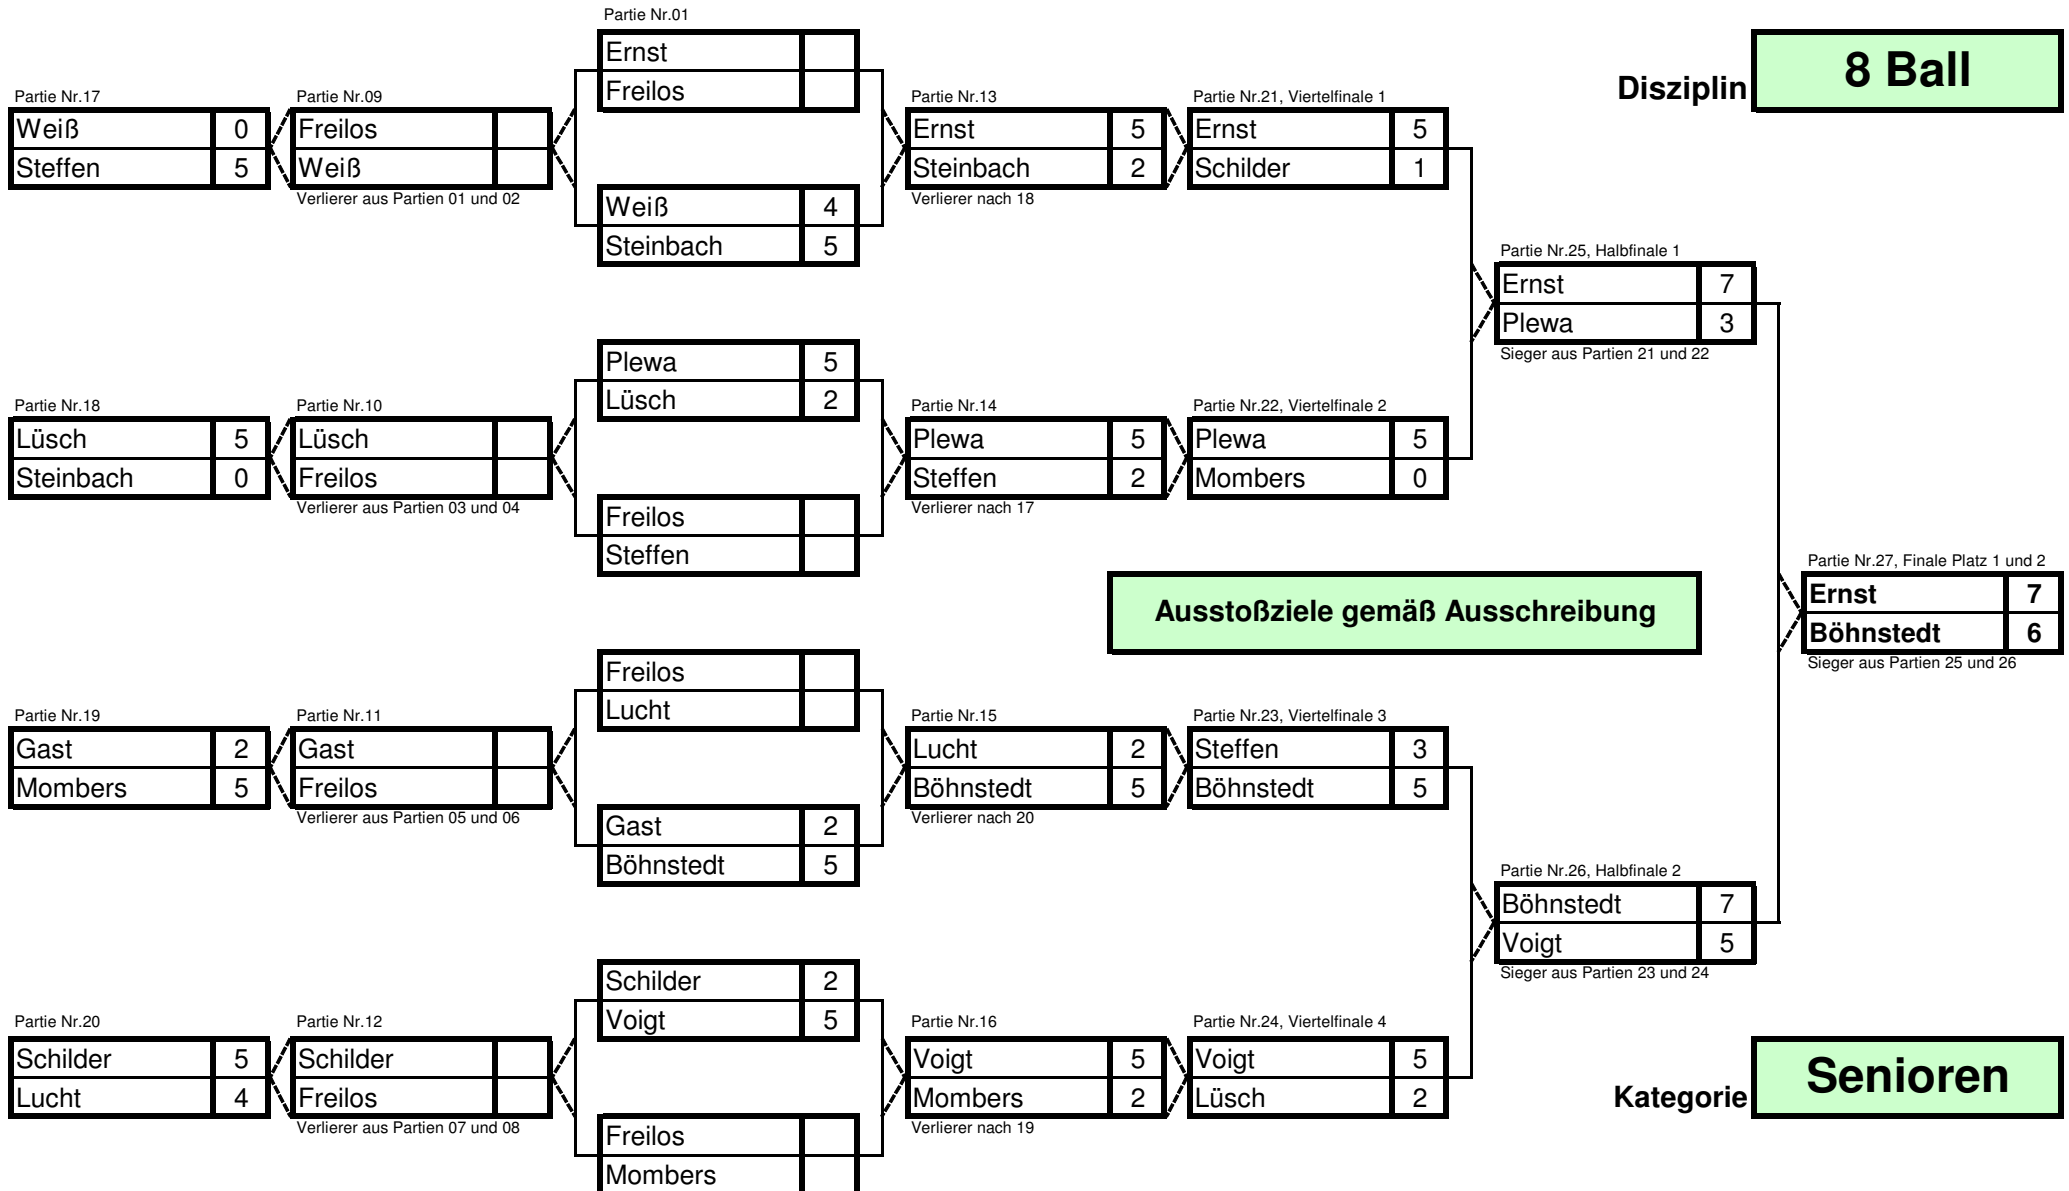 Partie Nr.01
Ernst
Freilos
Disziplin 8 Ball
Partie Nr.17 Partie Nr.09 Partie Nr.13 Partie Nr.21, Viertelfinale 1
Weiß 0 Freilos Ernst 5 Ernst 5
Steffen 5 Weiß Steinbach 2 Schilder 1
Verlierer aus Partien 01 und 02 Verlierer nach 18
Weiß 4
Steinbach 5
Partie Nr.25, Halbfinale 1
Ernst 7
Plewa 3
Sieger aus Partien 21 und 22
Plewa 5
Lüsch 2
Partie Nr.18 Partie Nr.10 Partie Nr.14 Partie Nr.22, Viertelfinale 2
Lüsch 5 Lüsch Plewa 5 Plewa 5
Steinbach 0 Freilos Steffen 2 Mombers 0
Verlierer aus Partien 03 und 04 Verlierer nach 17
Freilos
Steffen
Partie Nr.27, Finale Platz 1 und 2
Ernst 7
Böhnstedt 6
Sieger aus Partien 25 und 26
Ausstoßziele gemäß Ausschreibung
Freilos
Lucht
Partie Nr.19 Partie Nr.11 Partie Nr.15 Partie Nr.23, Viertelfinale 3
Gast 2 Gast Lucht 2 Steffen 3
Mombers 5 Freilos Böhnstedt 5 Böhnstedt 5
Verlierer aus Partien 05 und 06 Verlierer nach 20
Gast 2
Böhnstedt 5
Partie Nr.26, Halbfinale 2
Böhnstedt 7
Voigt 5
Sieger aus Partien 23 und 24
Schilder 2
Voigt 5
Partie Nr.20 Partie Nr.12 Partie Nr.16 Partie Nr.24, Viertelfinale 4
Schilder 5 Schilder Voigt 5 Voigt 5
Lucht 4 Freilos Mombers 2 Lüsch 2
Verlierer aus Partien 07 und 08 Verlierer nach 19
Kategorie Senioren
Freilos
Mombers